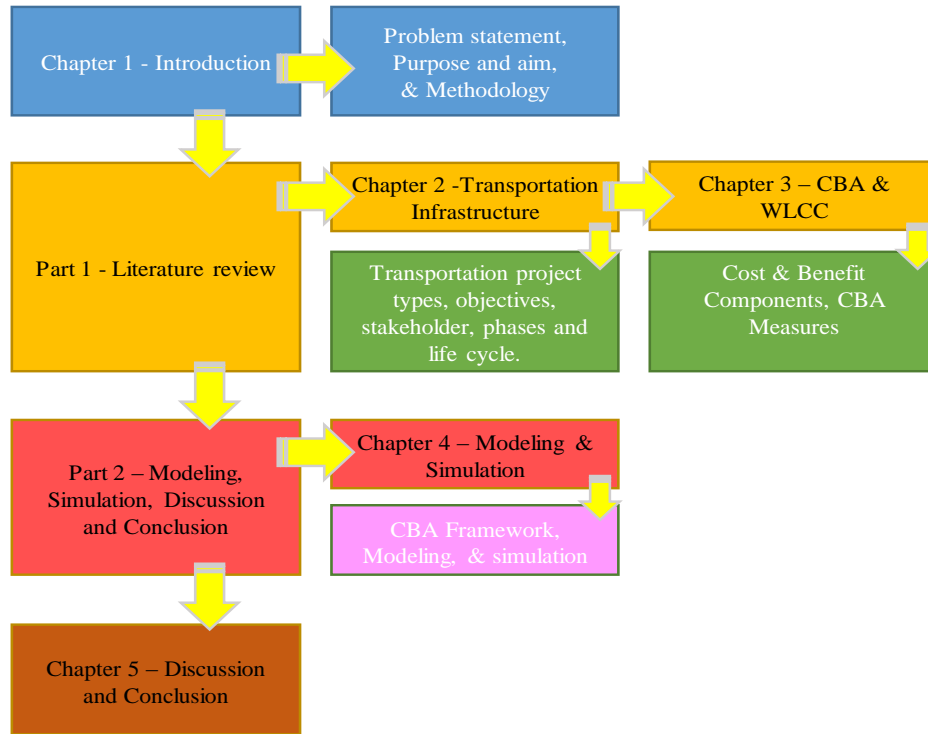 Chapter 1 - Introduction
Problem statement,
Purpose and aim,
& Methodology
Part 1 - Literature review
Chapter 2 -Transportation
Infrastructure
Chapter 3 – CBA &
WLCC
Transportation project
types, objectives,
stakeholder, phases and
life cycle.
Cost & Benefit
Components, CBA
Measures
Part 2 – Modeling,
Simulation, Discussion
and Conclusion
Chapter 4 – Modeling &
Simulation
CBA Framework,
Modeling, & simulation
Chapter 5 – Discussion
and Conclusion